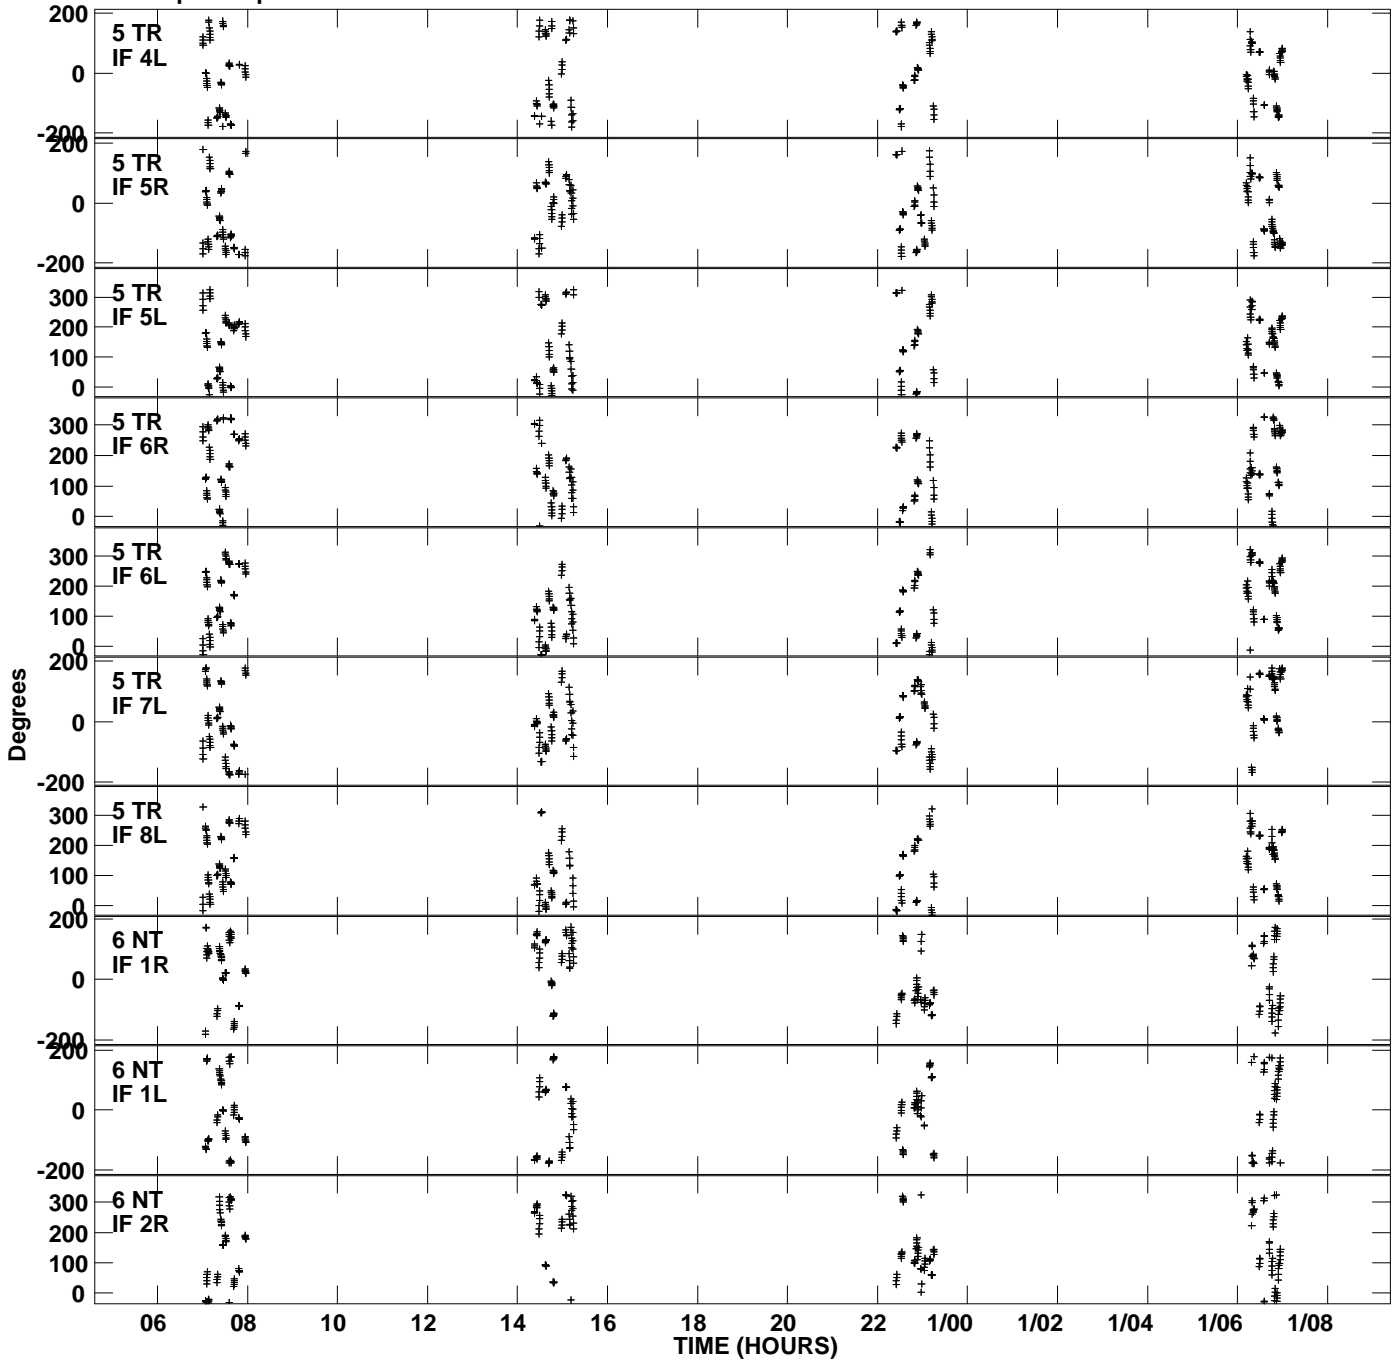 200
5 TR
IF 4L
0
-200
200
5 TR
IF 5R
0
-200
5 TR
IF 5L
300
200
100
0
5 TR
IF 6R
300
200
100
0
5 TR
IF 6L
300
200
100
0
200
5 TR
IF 7L
0
-200
5 TR
IF 8L
300
200
100
0
200
6 NT
IF 1R
0
-200
200
6 NT
IF 1L
0
-200
6 NT
IF 2R
300
200
100
0
Degrees
06 08 10 12 14 16 18 20 22 1/00 1/02 1/04 1/06 1/08
TIME (HOURS)